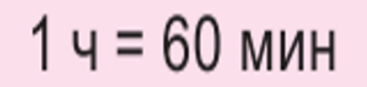 1 ч = 60 мин